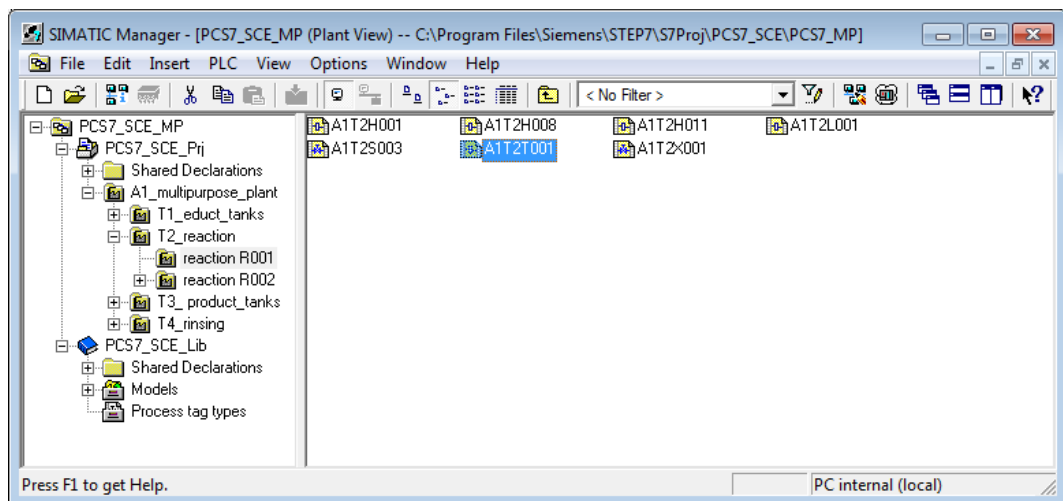 SIMATIC Manager - [PCS7_SCE_MP (Plant View) -- C:\Program Files\Siemens\STEP7\S7Proj\PCS7_SCE\PCS7_MP]
File Edit Insert PLC View Options Window Help
< No Filter >
PCS7_SCE_MP
PCS7_SCE_Prj
Shared Declarations
A1_multipurpose_plant
T1_educt_tanks
T2_reaction
reaction R001
reaction R002
T3_ product_tanks
T4_rinsing
PCS7_SCE_Lib
Shared Declarations
Models
Process tag types
A1T2H001 A1T2H008 A1T2H011 A1T2L001
A1T2S003 A1T2T001 A1T2X001
Press F1 to get Help. PC internal (local)